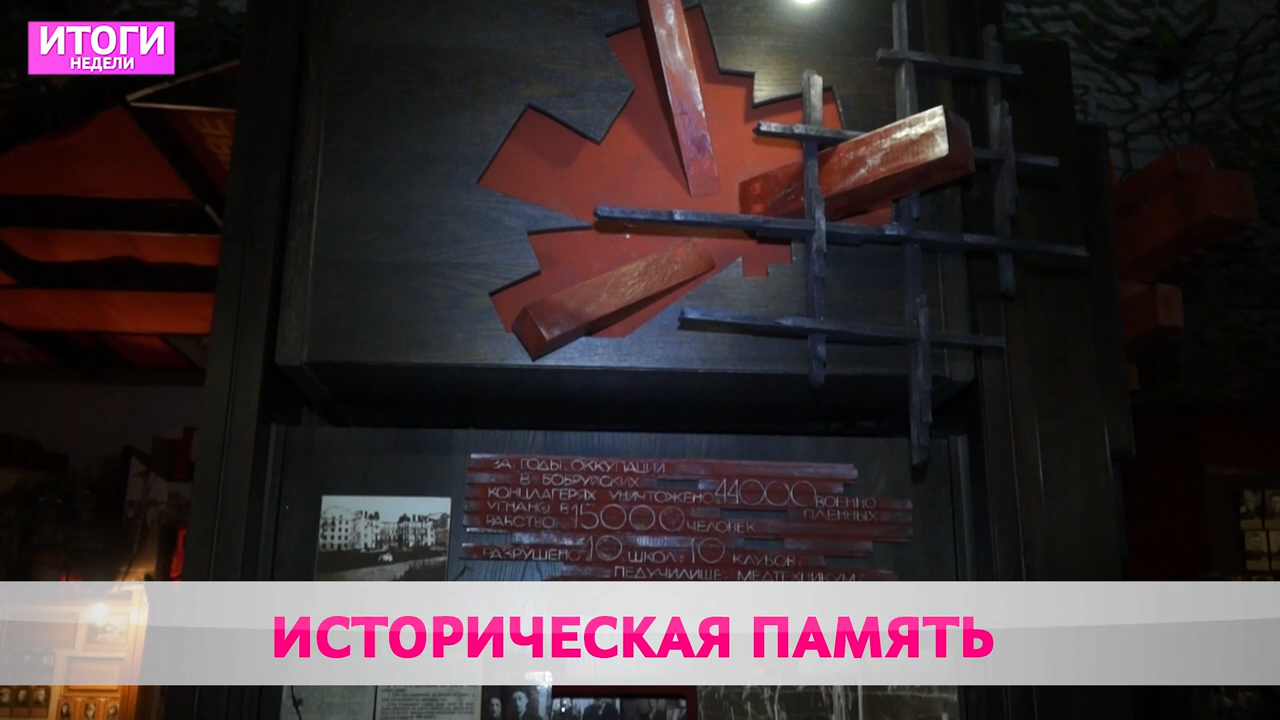 ИТОГИ
НЕДЕЛИ
ЗА ГОДЫ ОККУПАЦИИ
В БОБРУЙСКИХ
КОНЦЛАГЕРЯХ УНИЧТОЖЕНО 44000 ВОЕННО
ПЛЕННЫХ
УГНАНО В
РАБСТВО 15000 ЧЕЛОВЕК
РАЗРУШЕНО 10 ШКОЛ, 10 КЛУБОВ,
ПЕДУЧИЛИЩЕ, МЕДТЕХНИКУМ
ИСТОРИЧЕСКАЯ ПАМЯТЬ